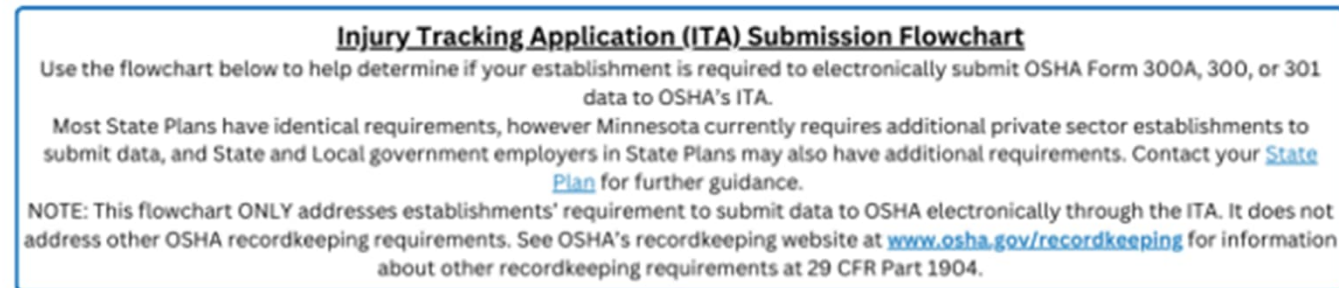 Injury Tracking Application (ITA) Submission Flowchart
Use the flowchart below to help determine if your establishment is required to electronically submit OSHA Form 300A, 300, or 301
data to OSHA's ITA.
Most State Plans have identical requirements, however Minnesota currently requires additional private sector establishments to
submit data, and State and Local government employers in State Plans may also have additional requirements. Contact your State
Plan for further guidance.
NOTE: This flowchart ONLY addresses establishments' requirement to submit data to OSHA electronically through the ITA. It does not
address other OSHA recordkeeping requirements. See OSHA's recordkeeping website at www.osha.gov/recordkeeping for information
about other recordkeeping requirements at 29 CFR Part 1904.